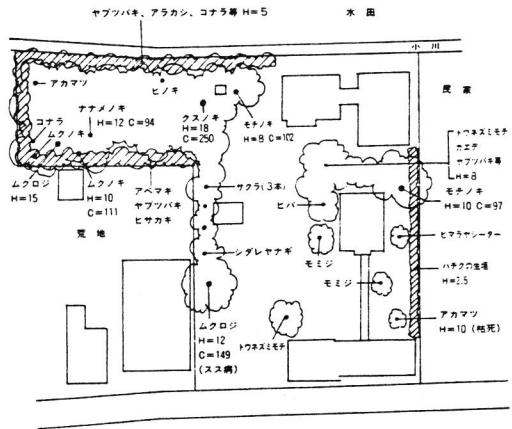 ヤブツバキ、アラカシ、コナラ等 H=5
水田
小川
アカマツ
ヒノキ
民家
ナナメノキ
H=12 C=94
クスノキ
H=18
C=250
モチノキ
H=8 C=102
コナラ
ムクノキ
トウネズミモチ
カエデ
ヤブツバキ等
H=8
ムクロジ
H=15
ムクノキ
H=10
C=111
アベマキ
ヤブツバキ
ヒサカキ
サクラ(3本)
ヒバ
モチノキ
H=10 C=97
荒地
モミジ
ヒマラヤシーダー
シダレヤナギ
モミジ
ハチクの生垣
H=2.5
ムクロジ
H=12
C=149
(スス病)
トウネズミモチ
アカマツ
H=10 (枯死)